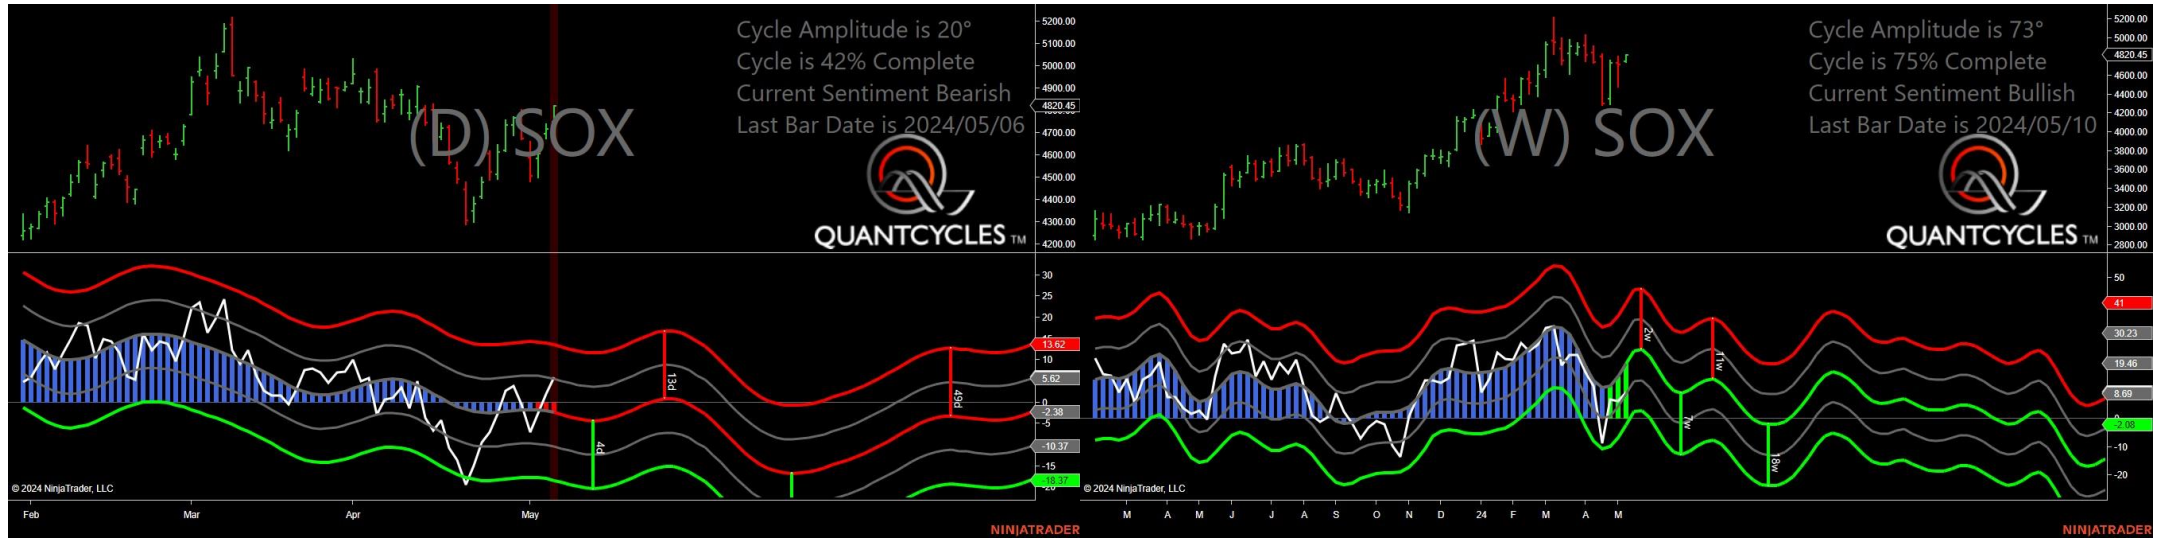 Cycle Amplitude is 20°
Cycle is 42% Complete
Current Sentiment Bearish
Last Bar Date is 2024/05/06
(D) SOX
QUANTCYCLES TM
5200.00
5100.00
5000.00
4900.00
4820.45
4700.00
4600.00
4500.00
4400.00
4300.00
4200.00
30
25
20
13.62
10
5.62
0
-2.38
-5
-10.37
-15
-18.37
4d
13d
49d
© 2024 NinjaTrader, LLC
Feb Mar Apr May
NINJATRADER
Cycle Amplitude is 73°
Cycle is 75% Complete
Current Sentiment Bullish
Last Bar Date is 2024/05/10
(W) SOX
QUANTCYCLES TM
5200.00
5000.00
4820.45
4600.00
4400.00
4200.00
4000.00
3800.00
3600.00
3400.00
3200.00
3000.00
2800.00
50
41
30.23
19.46
8.69
0
-2.08
-10
-20
2w
7w
11w
18w
© 2024 NinjaTrader, LLC
M A M J J A S O N D 24 F M A M
NINJATRADER